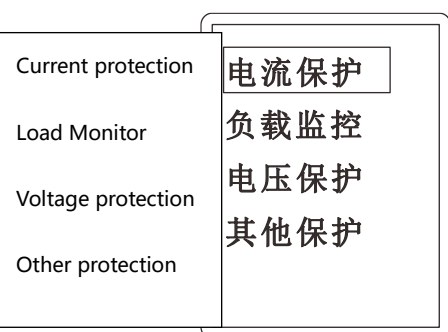 Current protection
电流保护
Load Monitor
负载监控
Voltage protection
电压保护
Other protection
其他保护